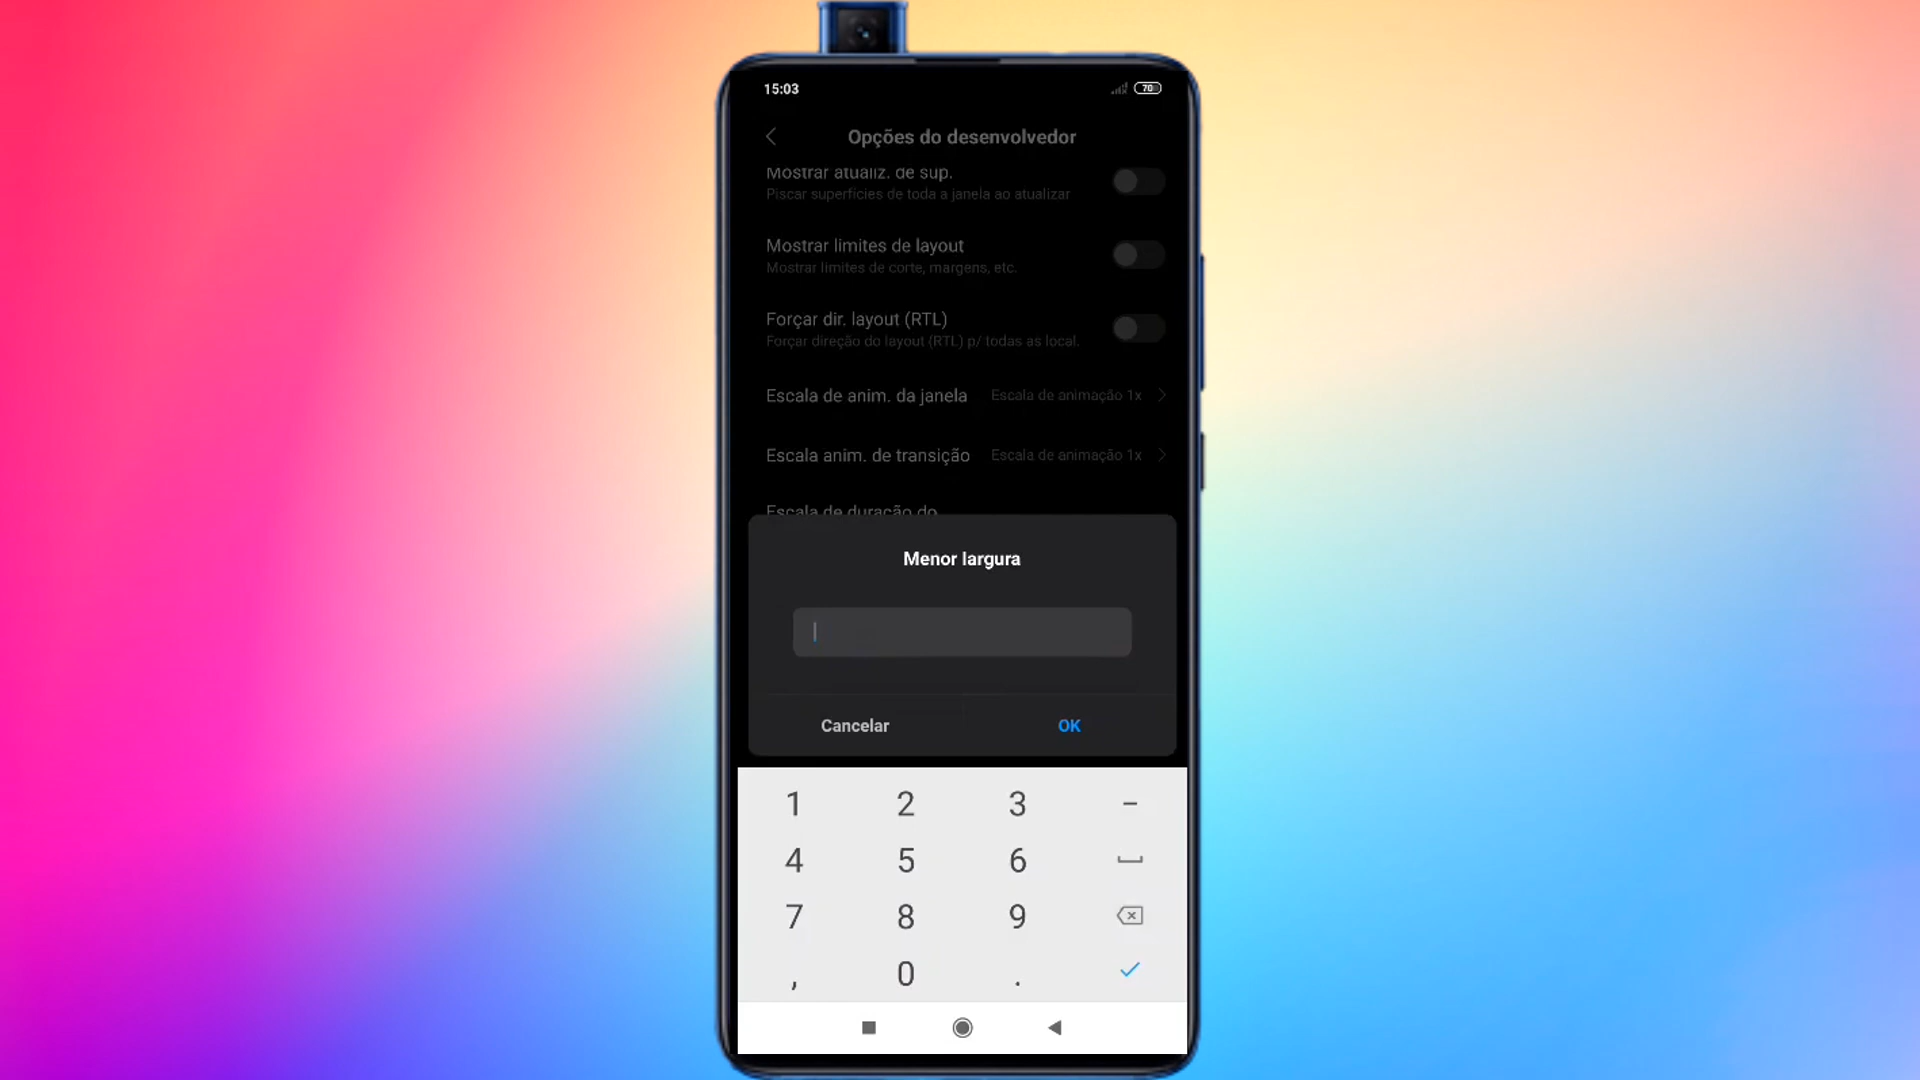 15:03
70
Opções do desenvolvedor
Mostrar atualiz. de sup.
Piscar superfícies de toda a janela ao atualizar
Mostrar limites de layout
Mostrar limites de corte, margens, etc.
Forçar dir. layout (RTL)
Forçar direção do layout (RTL) p/ todas as local.
Escala de anim. da janela Escala de animação 1x
Escala anim. de transição Escala de animação 1x
Escala de duração do
Menor largura
Cancelar OK
1 2 3 -
4 5 6
7 8 9
, 0 .